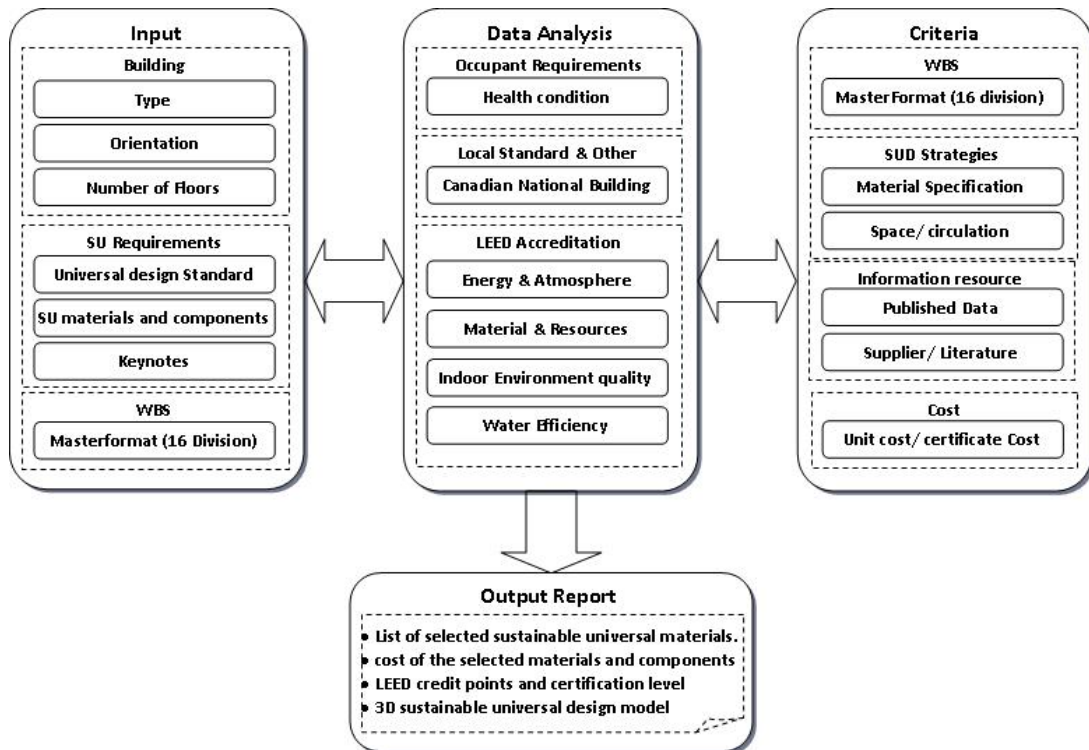 Input
Building
Type
Orientation
Number of Floors
SU Requirements
Universal design Standard
SU materials and components
Keynotes
WBS
Masterformat (16 Division)
Data Analysis
Occupant Requirements
Health condition
Local Standard & Other
Canadian National Building
LEED Accreditation
Energy & Atmosphere
Material & Resources
Indoor Environment quality
Water Efficiency
Criteria
WBS
MasterFormat (16 division)
SUD Strategies
Material Specification
Space/ circulation
Information resource
Published Data
Supplier/ Literature
Cost
Unit cost/ certificate Cost
Output Report
• List of selected sustainable universal materials.
• cost of the selected materials and components
• LEED credit points and certification level
• 3D sustainable universal design model